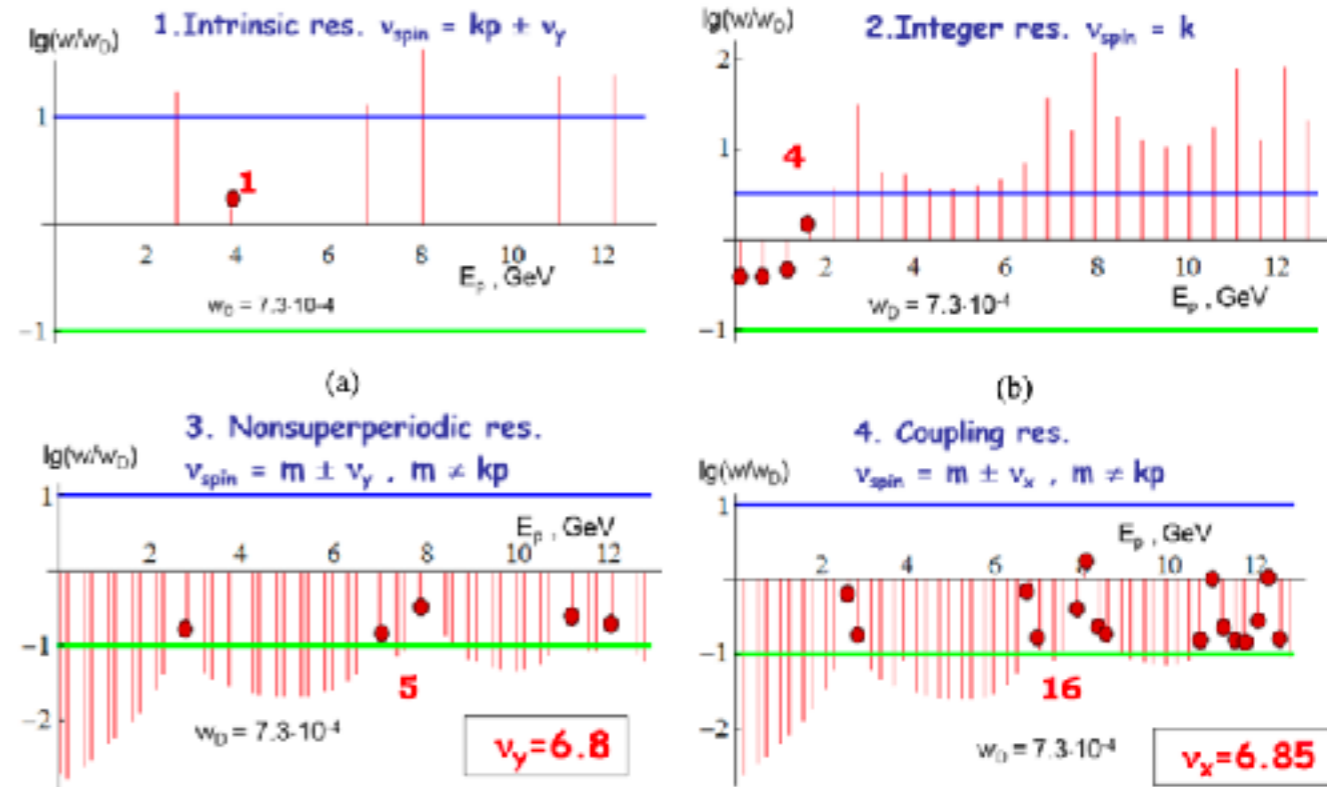 1.Intrinsic res. νspin = kp ± νy
lg(w/wD)
1
1
2 4 6 8 10 12
Ep , GeV
wD = 7.3·10-4
−1
(a)
2.Integer res. νspin = k
lg(w/wD)
2
1
4
2 4 6 8 10 12
Ep , GeV
wD = 7.3·10-4
−1
(b)
3. Nonsuperperiodic res.
lg(w/wD)
νspin = m ± νy , m ≠ kp
1
Ep , GeV
2 4 6 8 10 12
−1
5
−2
wD = 7.3·10-4
νy=6.8
4. Coupling res.
lg(w/wD)
νspin = m ± νx , m ≠ kp
1
Ep , GeV
2 4 6 8 10 12
−1
16
−2
wD = 7.3·10-4
νx=6.85